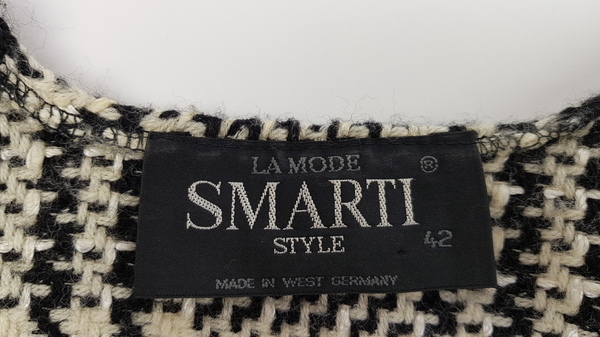 LA MODE ®
SMARTI
STYLE
42
MADE IN WEST GERMANY